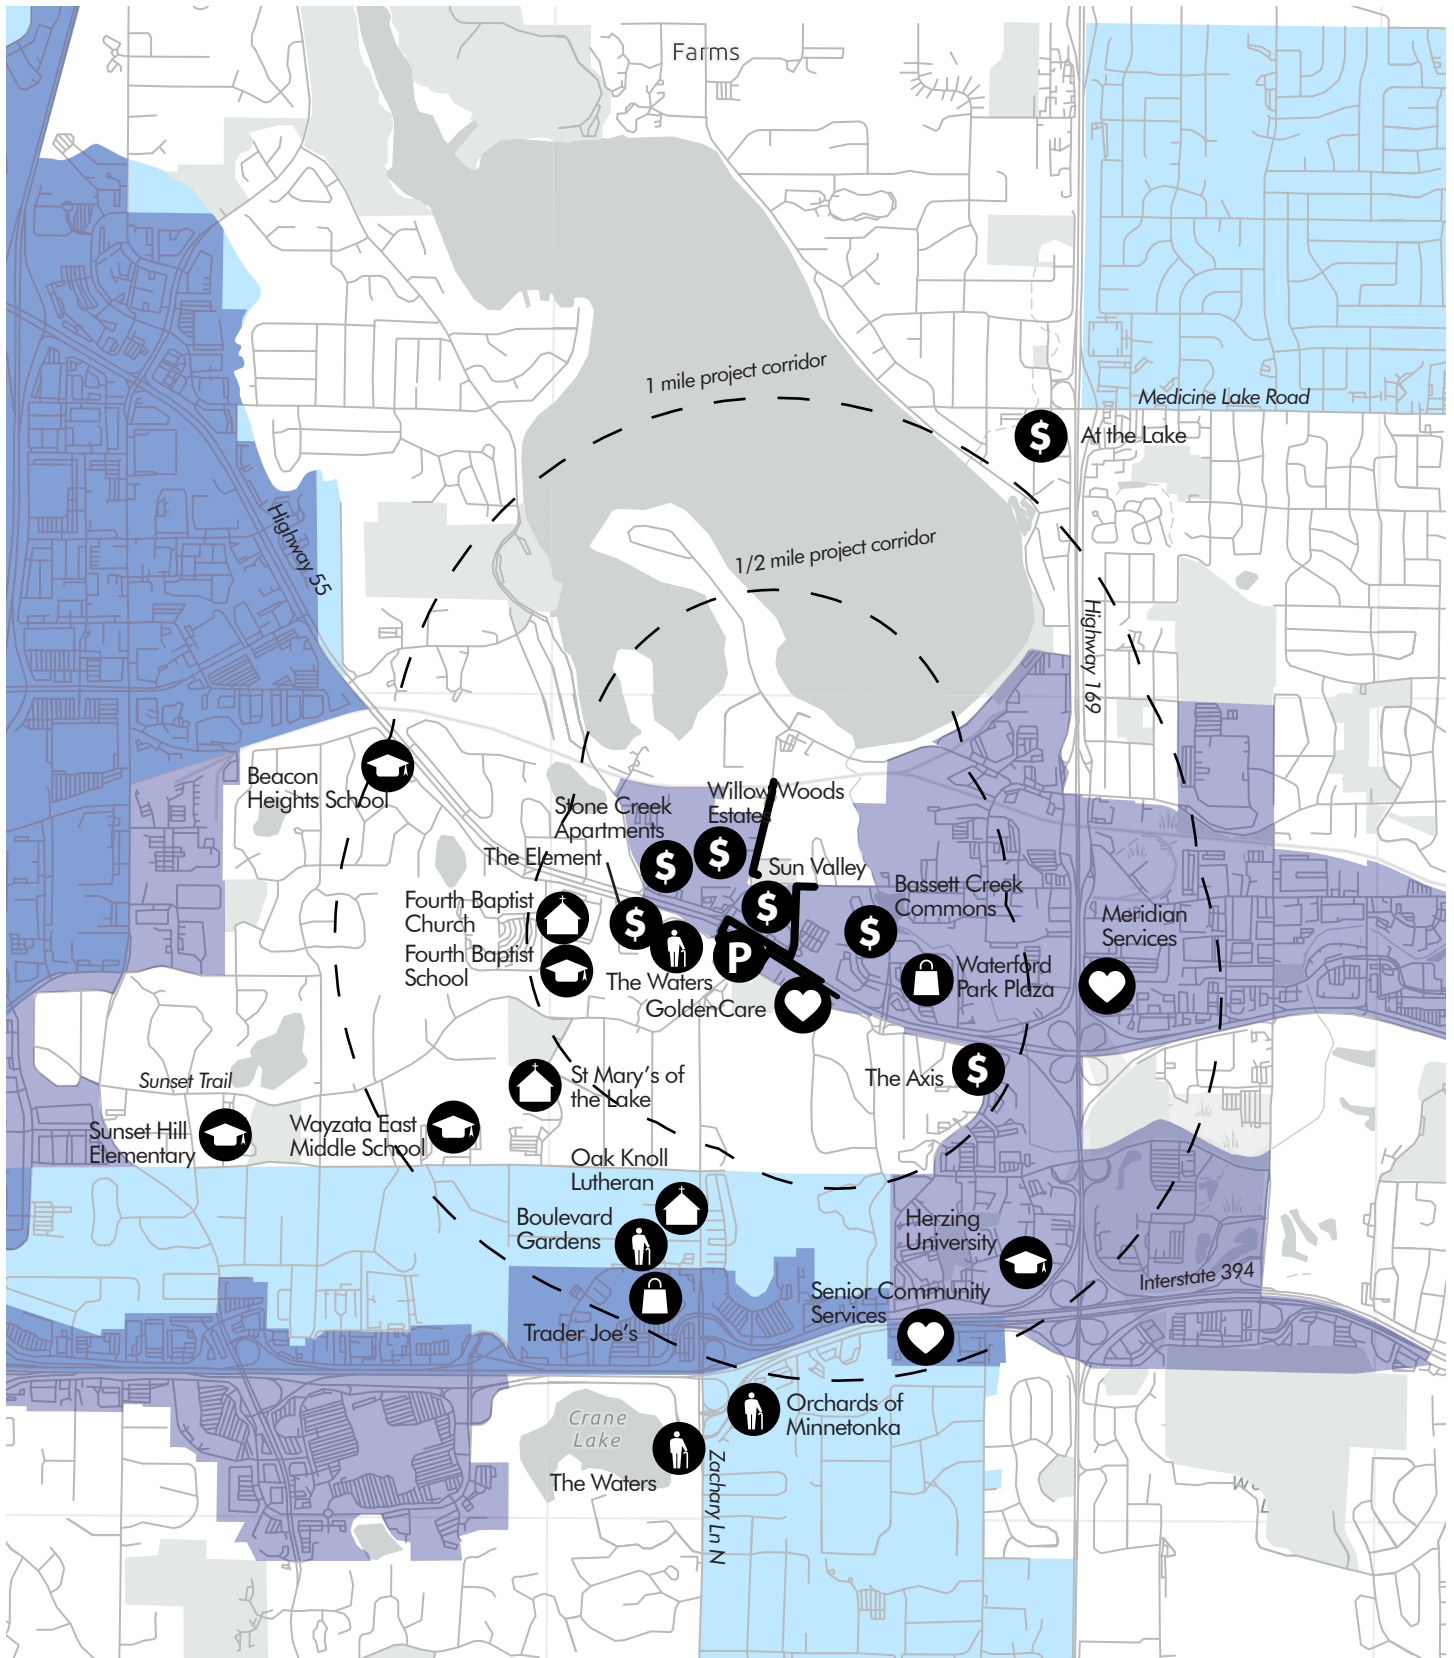 Farms
1 mile project corridor
Medicine Lake Road
$
At the Lake
Highway 55
1/2 mile project corridor
Highway 169
Beacon
Heights School
Willow Woods
Estates
Stone Creek
Apartments
$
$
The Element
Sun Valley
$
Bassett Creek
Commons
$
Fourth Baptist
Church
$
Meridian
Services
Fourth Baptist
School
P
Waterford
Park Plaza
The Waters
GoldenCare
The Axis
$
St Mary's of
the Lake
Sunset Trail
Sunset Hill
Elementary
Wayzata East
Middle School
Oak Knoll
Lutheran
Boulevard
Gardens
Herzing
University
Interstate 394
Senior Community
Services
Trader Joe's
Orchards of
Minnetonka
Crane
Lake
The Waters
Zachary Ln N